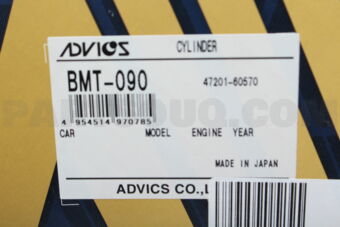 ADVICS CYLINDER
BMT-090 47201-60570
4 954514 970785
CAR MODEL ENGINE YEAR
MADE IN JAPAN
ADVICS CO.,L